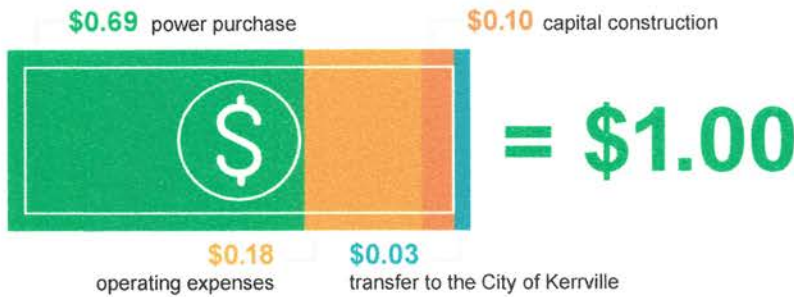 $0.69 power purchase
$0.10 capital construction
$
= $1.00
$0.18
operating expenses
$0.03
transfer to the City of Kerrville